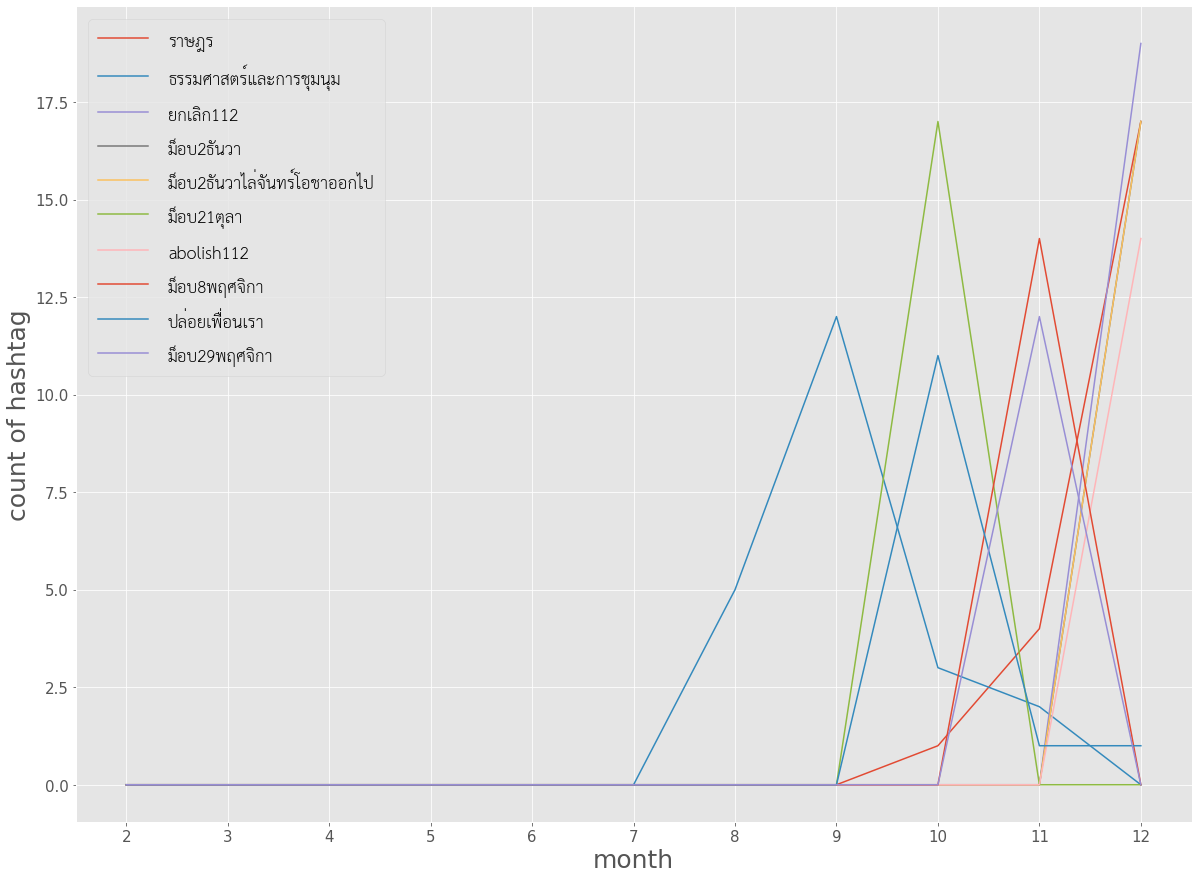 ราษฎร
ธรรมศาสตร์และการชุมนุม
ยกเลิก112
ม็อบ2ธันวา
ม็อบ2ธันวาไล่จันทร์โอชาออกไป
ม็อบ21ตุลา
abolish112
ม็อบ8พฤศจิกา
ปล่อยเพื่อนเรา
ม็อบ29พฤศจิกา
count of hashtag
17.5
15.0
12.5
10.0
7.5
5.0
2.5
0.0
2 3 4 5 6 7 8 9 10 11 12
month